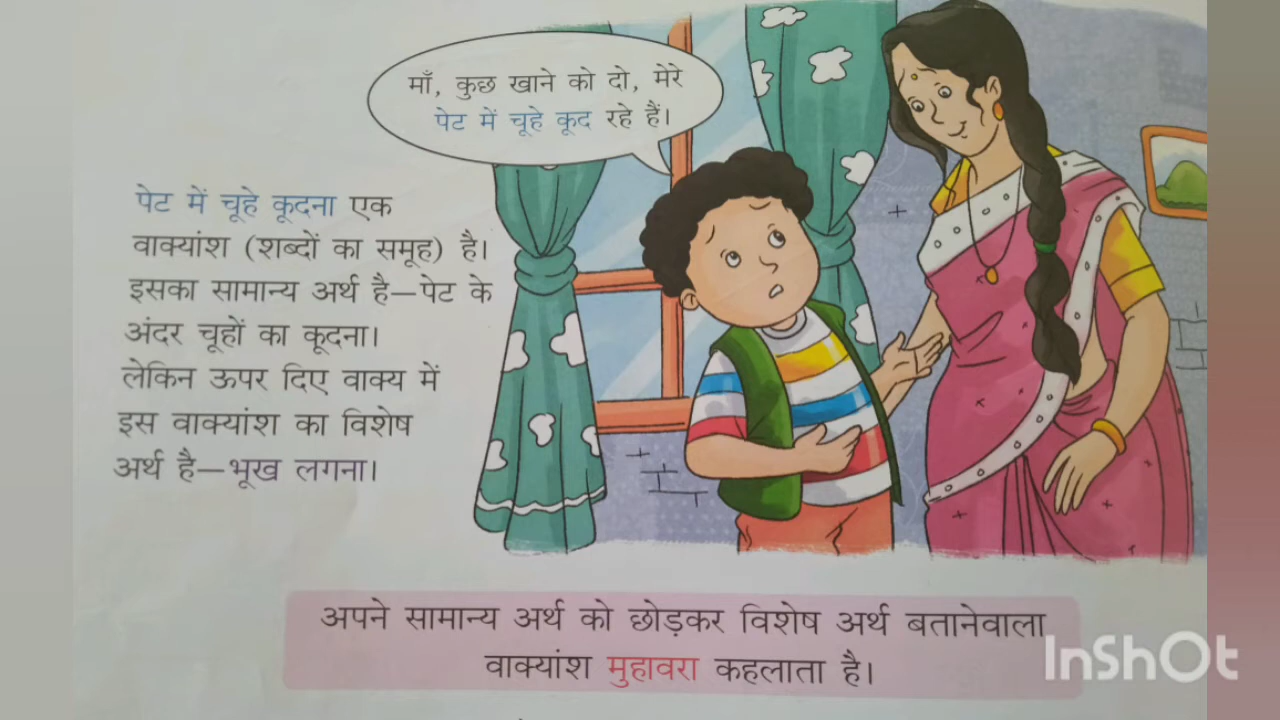 माँ, कुछ खाने को दो, मेरे
पेट में चूहे कूद रहे हैं।
पेट में चूहे कूदना एक
वाक्यांश (शब्दों का समूह) है।
इसका सामान्य अर्थ है—पेट के
अंदर चूहों का कूदना।
लेकिन ऊपर दिए वाक्य में
इस वाक्यांश का विशेष
अर्थ है—भूख लगना।
अपने सामान्य अर्थ को छोड़कर विशेष अर्थ बतानेवाला
वाक्यांश मुहावरा कहलाता है।
InShOt